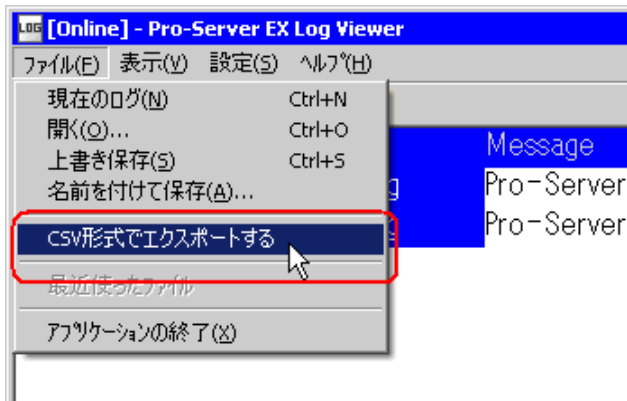 LOG [Online] - Pro-Server EX Log Viewer
ファイル(F) 表示(V) 設定(S) ヘルプ(H)
現在のログ(N) Ctrl+N
開く(O)... Ctrl+O
上書き保存(S) Ctrl+S
名前を付けて保存(A)...
CSV形式でエクスポートする
最近使ったファイル
アプリケーションの終了(X)
Message
Pro-Server
Pro-Server